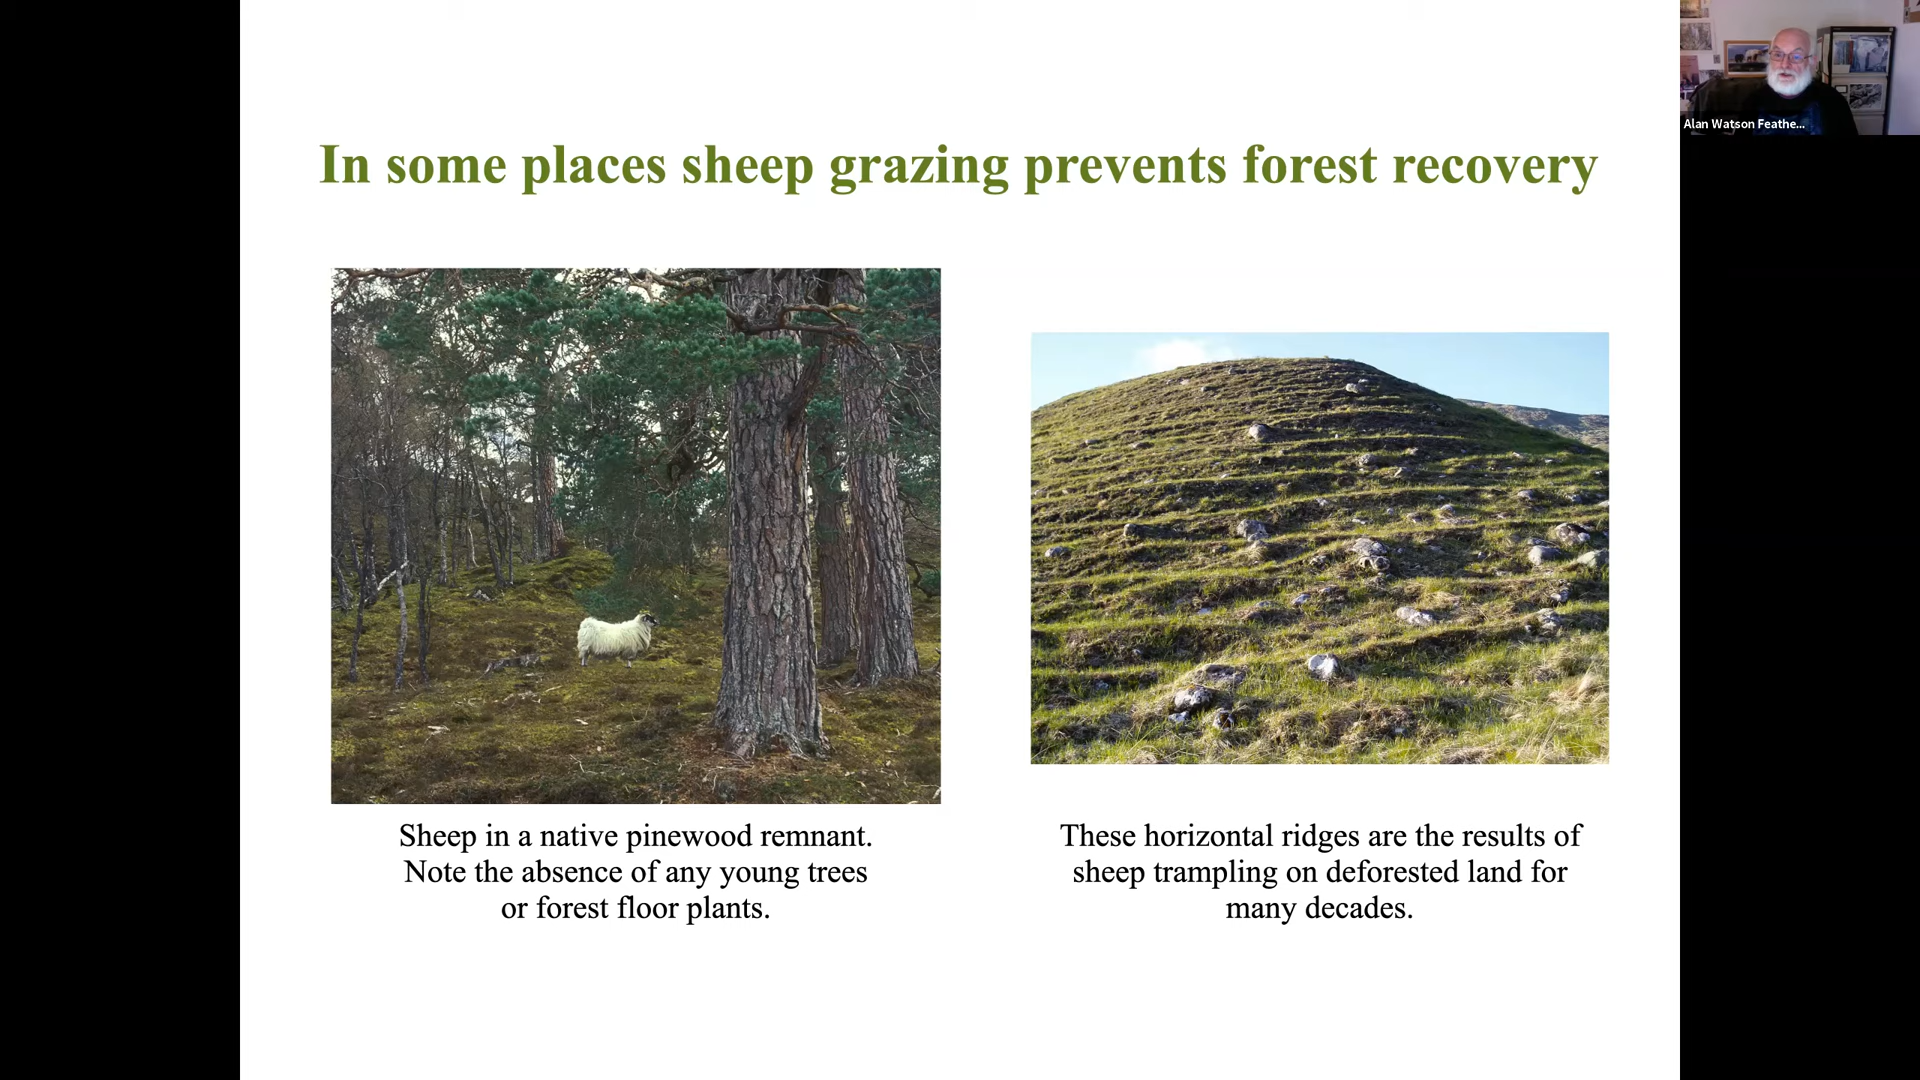 Alan Watson Feathe...
In some places sheep grazing prevents forest recovery
Sheep in a native pinewood remnant.
Note the absence of any young trees
or forest floor plants.
These horizontal ridges are the results of
sheep trampling on deforested land for
many decades.